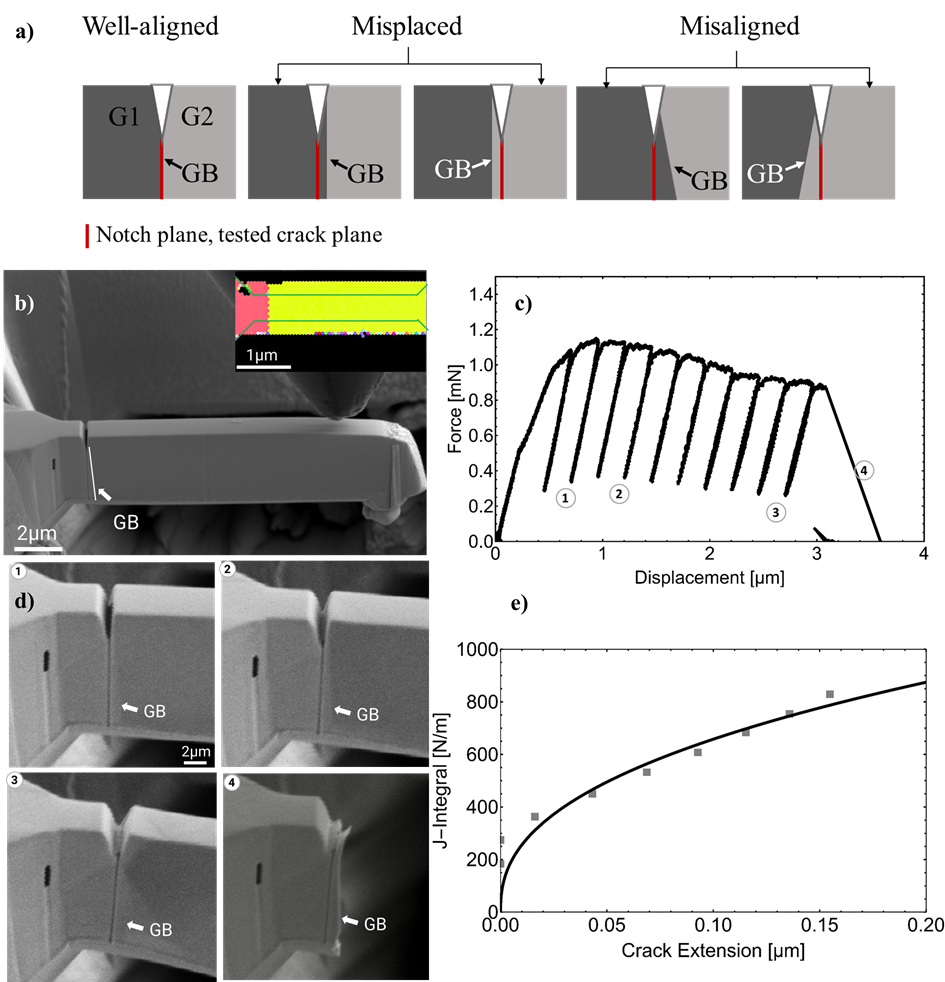 a)
Well-aligned
Misplaced
Misaligned
G1
G2
GB
GB
GB
GB
GB
Notch plane, tested crack plane
b)
1µm
GB
2µm
c)
Force [mN]
1.4
1.2
1.0
0.8
0.6
0.4
0.2
0.0
0
1
2
3
4
Displacement [µm]
1
2
3
4
d)
1
GB
2µm
2
GB
3
GB
4
GB
e)
J-Integral [N/m]
1000
800
600
400
200
0
0.00
0.05
0.10
0.15
0.20
Crack Extension [µm]